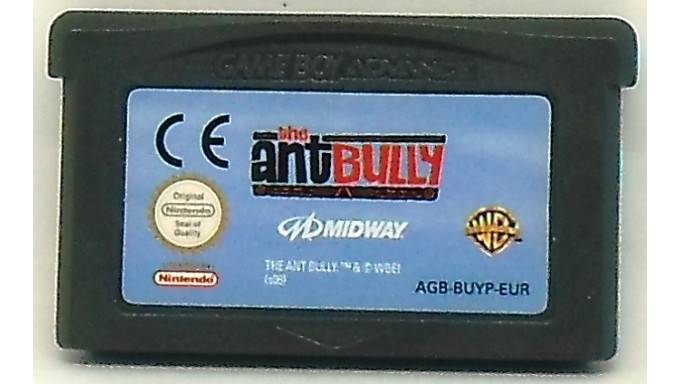 GAME BOY ADVANCE
CE
the
antBULLY
Original
Nintendo
Seal of
Quality
MIDWAY
WB
THE ANT BULLY. ™ & © WBEI
(s06)
Nintendo
AGB-BUYP-EUR